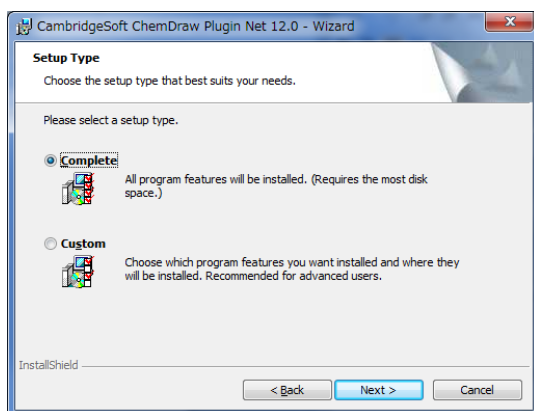 CambridgeSoft ChemDraw Plugin Net 12.0 - Wizard
Setup Type
Choose the setup type that best suits your needs.
Please select a setup type.
Complete
All program features will be installed. (Requires the most disk
space.)
Custom
Choose which program features you want installed and where they
will be installed. Recommended for advanced users.
InstallShield
< Back Next > Cancel